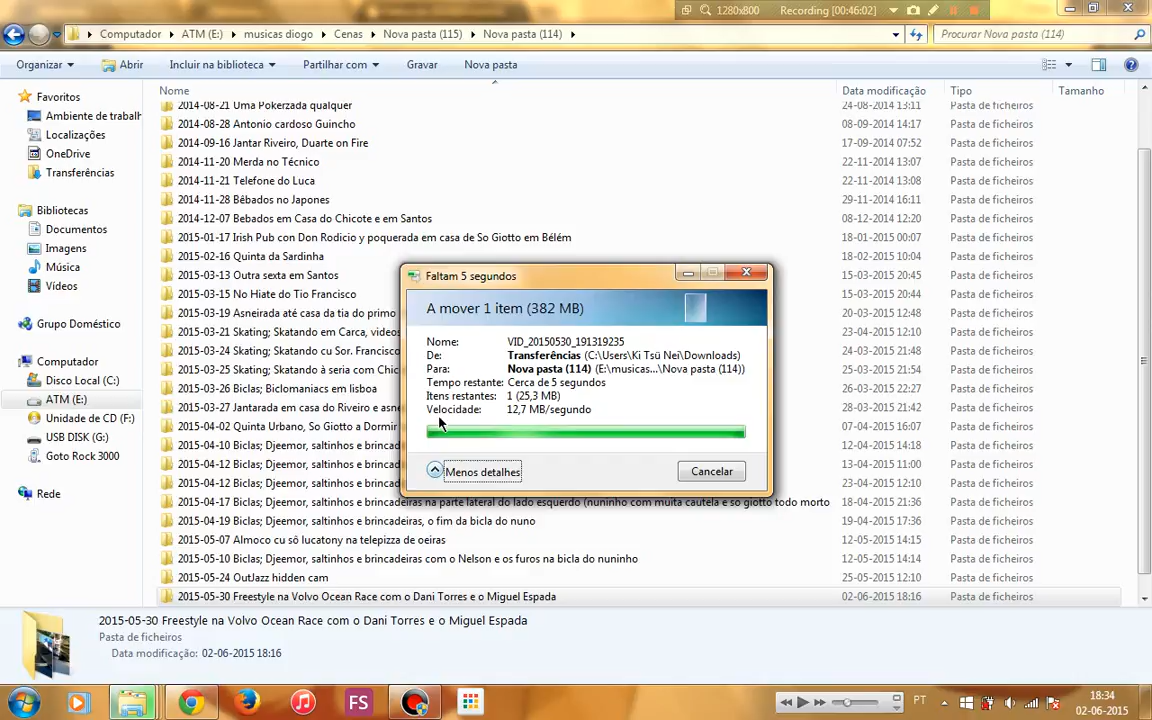 1280x800 Recording [00:46:02]
Computador ATM (E:) musicas diogo Cenas Nova pasta (115) Nova pasta (114) Procurar Nova pasta (114)
Organizar Abrir Incluir na biblioteca Partilhar com Gravar Nova pasta
Favoritos
Ambiente de trabalh
Localizações
OneDrive
Transferências
Bibliotecas
Documentos
Imagens
Música
Vídeos
Grupo Doméstico
Computador
Disco Local (C:)
ATM (E:)
Unidade de CD (F:)
USB DISK (G:)
Goto Rock 3000
Rede
Nome Data modificação Tipo Tamanho
2014-08-21 Uma Pokerzada qualquer 24-08-2014 13:11 Pasta de ficheiros
2014-08-28 Antonio cardoso Guincho 08-09-2014 14:17 Pasta de ficheiros
2014-09-16 Jantar Riveiro, Duarte on Fire 17-09-2014 07:52 Pasta de ficheiros
2014-11-20 Merda no Técnico 22-11-2014 13:07 Pasta de ficheiros
2014-11-21 Telefone do Luca 22-11-2014 13:08 Pasta de ficheiros
2014-11-28 Bêbados no Japones 29-11-2014 16:11 Pasta de ficheiros
2014-12-07 Bebados em Casa do Chicote e em Santos 08-12-2014 12:20 Pasta de ficheiros
2015-01-17 Irish Pub con Don Rodicio y poquerada em casa de So Giotto em Bélém 18-01-2015 00:07 Pasta de ficheiros
2015-02-16 Quinta da Sardinha 18-02-2015 10:04 Pasta de ficheiros
2015-03-13 Outra sexta em Santos 15-03-2015 20:45 Pasta de ficheiros
2015-03-15 No Hiate do Tio Francisco 15-03-2015 20:44 Pasta de ficheiros
2015-03-19 Asneirada até casa da tia do primo 20-03-2015 18:57 Pasta de ficheiros
2015-03-21 Skating; Skatando em Carca, videos 23-04-2015 12:12 Pasta de ficheiros
2015-03-24 Skating; Skatando cu Sor. Francisco 24-03-2015 20:57 Pasta de ficheiros
2015-03-25 Skating; Skatando à seria com Chic 26-03-2015 22:20 Pasta de ficheiros
2015-03-26 Biclas; Biclomaniacs em lisboa 26-03-2015 22:27 Pasta de ficheiros
2015-03-27 Jantarada em casa do Riveiro e asne 28-03-2015 17:09 Pasta de ficheiros
2015-04-02 Quinta Urbano, So Giotto a Dormir 07-04-2015 17:26 Pasta de ficheiros
2015-04-10 Biclas; Djeemor, saltinhos e brincade 12-04-2015 14:18 Pasta de ficheiros
2015-04-12 Biclas; Djeemor, saltinhos e brincade 13-04-2015 11:00 Pasta de ficheiros
2015-04-12 Biclas; Djeemor, saltinhos e brincade 23-04-2015 12:10 Pasta de ficheiros
2015-04-17 Biclas; Djeemor, saltinhos e brincadeiras na parte lateral do lado esquerdo (nuninho com muita cautela e so giotto todo morto 18-04-2015 21:36 Pasta de ficheiros
2015-04-19 Biclas; Djeemor, saltinhos e brincadeiras, o fim da bicla do nuno 19-04-2015 17:36 Pasta de ficheiros
2015-05-07 Almoco cu sô lucatony na telepizza de oeiras 12-05-2015 14:15 Pasta de ficheiros
2015-05-10 Biclas; Djeemor, saltinhos e brincadeiras com o Nelson e os furos na bicla do nuninho 12-05-2015 14:14 Pasta de ficheiros
2015-05-24 OutJazz hidden cam 25-05-2015 12:10 Pasta de ficheiros
2015-05-30 Freestyle na Volvo Ocean Race com o Dani Torres e o Miguel Espada 02-06-2015 18:16 Pasta de ficheiros
Faltam 5 segundos
A mover 1 item (382 MB)
Nome: VID_20150530_191319235
De: Transferências (C:\Users\Ki Tsü Nei\Downloads)
Para: Nova pasta (114) (E:\musicas...\Nova pasta (114))
Tempo restante: Cerca de 5 segundos
Itens restantes: 1 (25,3 MB)
Velocidade: 12,7 MB/segundo
Menos detalhes Cancelar
2015-05-30 Freestyle na Volvo Ocean Race com o Dani Torres e o Miguel Espada
Pasta de ficheiros
Data modificação: 02-06-2015 18:16
FS PT 18:34
02-06-2015